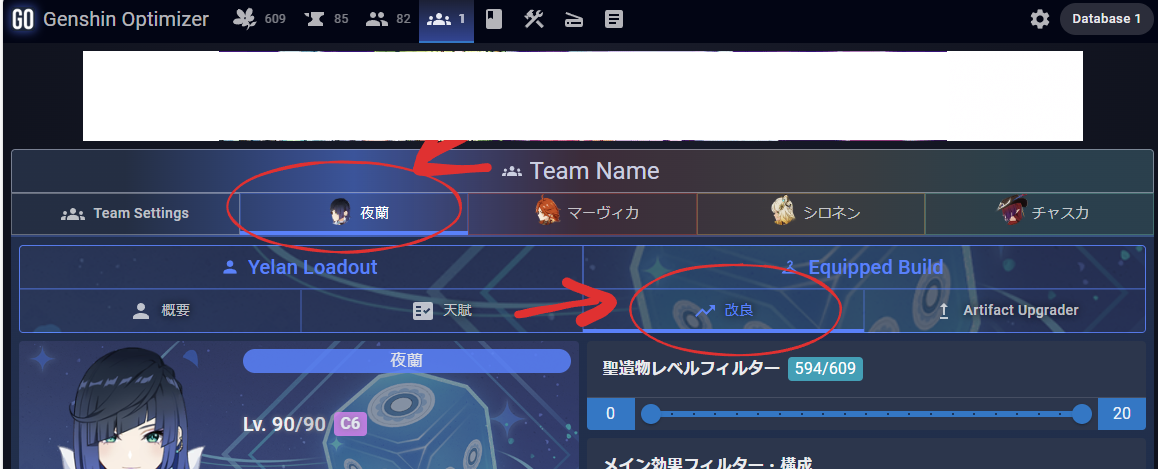 GO Genshin Optimizer 609 85 82 1 Database 1
Team Name
Team Settings 夜蘭 マーヴィカ シロネン チャスカ
Yelan Loadout Equipped Build
概要 天賦 改良 Artifact Upgrader
夜蘭
聖遺物レベルフィルター 594/609
Lv. 90/90 C6
0 20
メイン効果フィルター・構成